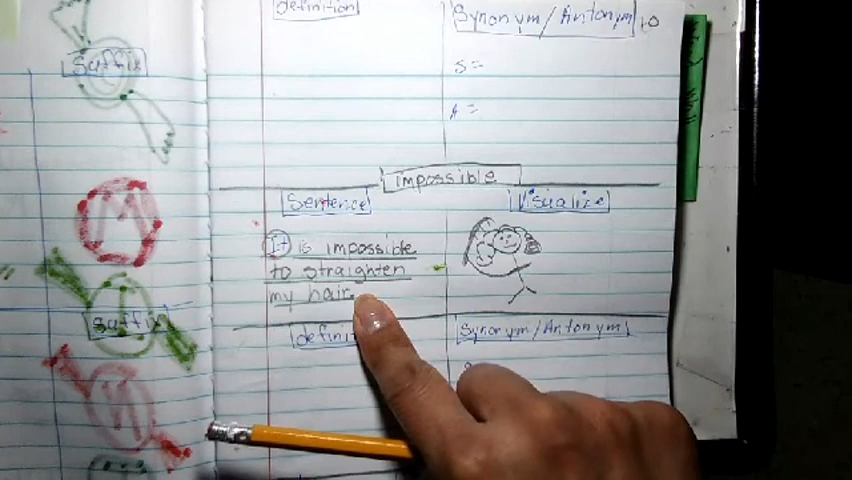 definition
Synonym/Antonym
s=
A=
Suffix
impossible
Sentence
Visualize
It is impossible
to straighten
my hair.
suffix
Synonym/Antonym